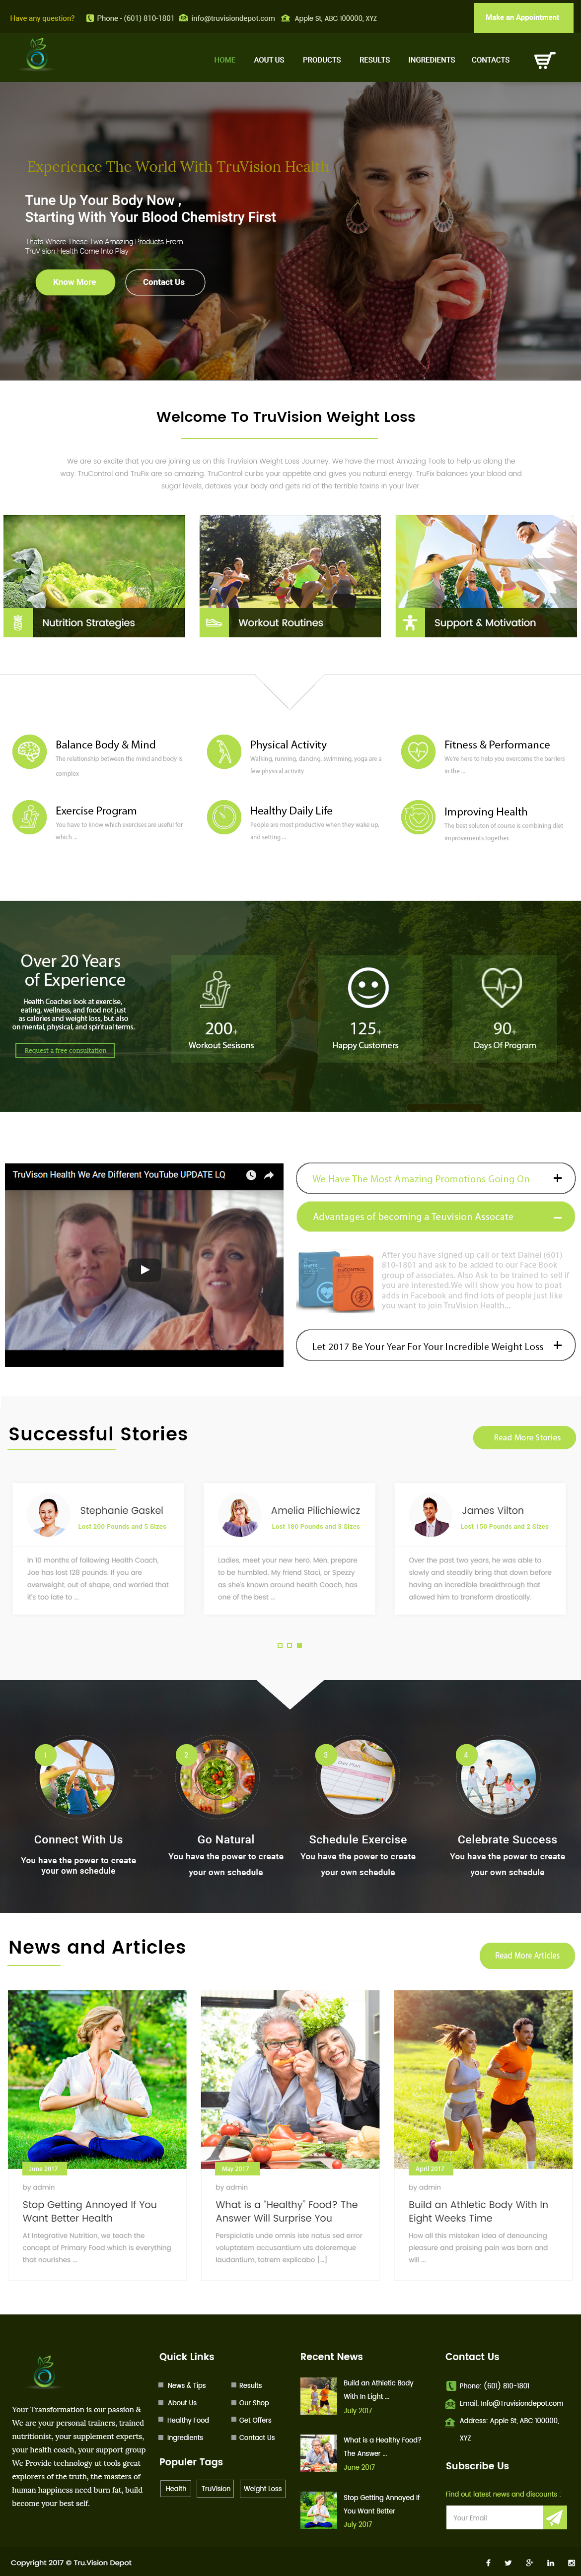 Have any question?
Phone - (601) 810-1801
info@truvisiondepot.com
Apple St, ABC 100000, XYZ
Make an Appointment
HOME
AOUT US
PRODUCTS
RESULTS
INGREDIENTS
CONTACTS
Experience The World With TruVision Health
Tune Up Your Body Now ,
Starting With Your Blood Chemistry First
Thats Where These Two Amazing Products From
TruVision Health Come Into Play
Know More
Contact Us
Welcome To TruVision Weight Loss
We are so excite that you are joining us on this TruVision Weight Loss Journey. We have the most Amazing Tools to help us along the
way. TruControl and TruFix are so amazing. TruControl curbs your appetite and gives you natural energy. TruFix balances your blood and
sugar levels, detoxes your body and gets rid of the terrible toxins in your liver.
Nutrition Strategies
Workout Routines
Support & Motivation
Balance Body & Mind
The relationship between the mind and body is
complex
Physical Activity
Walking, running, dancing, swimming, yoga are a
few physical activity
Fitness & Performance
We're here to help you overcome the barriers
in the ...
Exercise Program
You have to know which exercises are useful for
which ...
Healthy Daily Life
People are most productive when they wake up,
and setting ...
Improving Health
The best solution of course is combining diet
improvements together.
Over 20 Years
of Experience
Health Coaches look at exercise,
eating, wellness, and food not just
as calories and weight loss, but also
on mental, physical, and spiritual terms.
Request a free consultation
200+
Workout Sesisons
125+
Happy Customers
90+
Days Of Program
TruVison Health We Are Different YouTube UPDATE LQ
We Have The Most Amazing Promotions Going On
Advantages of becoming a Teuvision Assocate
After you have signed up call or text Dainel (601)
810-1801 and ask to be added to our Face Book
group of associates. Also Ask to be trained to sell If
you are interested.We will show you how to poat
adds in Facebook and find lots of people just like
you want to join TruVision Health...
Let 2017 Be Your Year For Your Incredible Weight Loss
Successful Stories
Read More Stories
Stephanie Gaskel
Lost 200 Pounds and 5 Sizes
In 10 months of following Health Coach,
Joe has lost 128 pounds. If you are
overweight, out of shape, and worried that
it's too late to ...
Amelia Pilichiewicz
Lost 180 Pounds and 3 Sizes
Ladies, meet your new hero. Men, prepare
to be humbled. My friend Staci, or Spezzy
as she's known around health Coach, has
one of the best ...
James Vilton
Lost 150 Pounds and 2 Sizes
Over the past two years, he was able to
slowly and steadily bring that down before
having an incredible breakthrough that
allowed him to transform drastically.
1
2
3
4
Connect With Us
You have the power to create
your own schedule
Go Natural
You have the power to create
your own schedule
Schedule Exercise
You have the power to create
your own schedule
Celebrate Success
You have the power to create
your own schedule
News and Articles
Read More Articles
June 2017
by admin
Stop Getting Annoyed If You
Want Better Health
At Integrative Nutrition, we teach the
concept of Primary Food which is everything
that nourishes ...
May 2017
by admin
What is a "Healthy" Food? The
Answer Will Surprise You
Perspiciatis unde omnis iste natus sed error
voluptatem accusantium uts doloremque
laudantium, totrem explicabo [...]
April 2017
by admin
Build an Athletic Body With In
Eight Weeks Time
How all this mistaken idea of denouncing
pleasure and praising pain was born and
will ...
Your Transformation is our passion &
We are your personal trainers, trained
nutritionist, your supplement experts,
your health coach, your support group
We Provide technology ut tools great
explorers of the truth, the masters of
human happiness need burn fat, build
become your best self.
Quick Links
News & Tips
About Us
Healthy Food
Ingredients
Results
Our Shop
Get Offers
Contact Us
Populer Tags
Health
TruVision
Weight Loss
Recent News
Build an Athletic Body
With In Eight ...
July 2017
What is a Healthy Food?
The Answer ...
June 2017
Stop Getting Annoyed If
You Want Better
July 2017
Contact Us
Phone: (601) 810-1801
Email: Info@Truvisiondepot.com
Address: Apple St, ABC 100000,
XYZ
Subscribe Us
Find out latest news and discounts :
Your Email
Copyright 2017 © Tru.Vision Depot